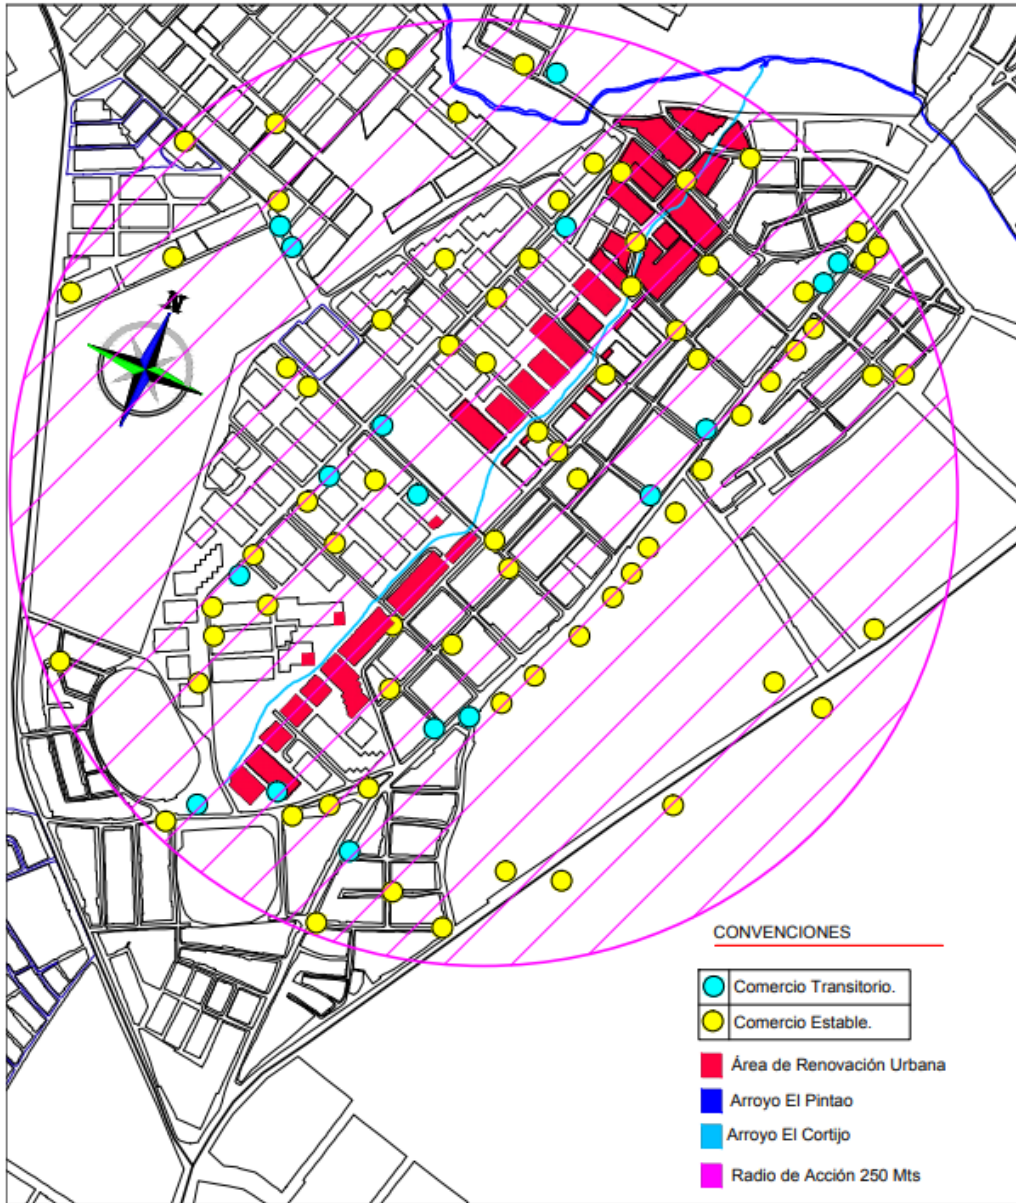 N
CONVENCIONES
Comercio Transitorio.
Comercio Estable.
Área de Renovación Urbana
Arroyo El Pintao
Arroyo El Cortijo
Radio de Acción 250 Mts